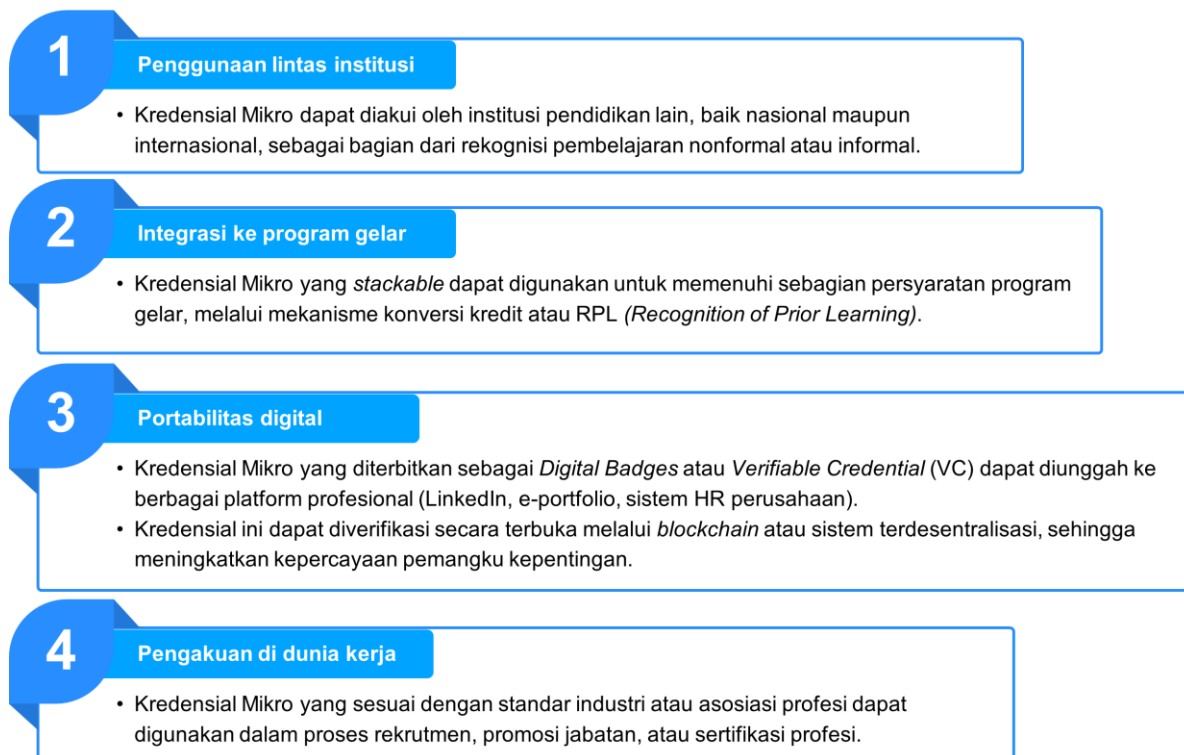 1
Penggunaan lintas institusi
• Kredensial Mikro dapat diakui oleh institusi pendidikan lain, baik nasional maupun
internasional, sebagai bagian dari rekognisi pembelajaran nonformal atau informal.
2
Integrasi ke program gelar
• Kredensial Mikro yang stackable dapat digunakan untuk memenuhi sebagian persyaratan program
gelar, melalui mekanisme konversi kredit atau RPL (Recognition of Prior Learning).
3
Portabilitas digital
• Kredensial Mikro yang diterbitkan sebagai Digital Badges atau Verifiable Credential (VC) dapat diunggah ke
berbagai platform profesional (LinkedIn, e-portfolio, sistem HR perusahaan).
• Kredensial ini dapat diverifikasi secara terbuka melalui blockchain atau sistem terdesentralisasi, sehingga
meningkatkan kepercayaan pemangku kepentingan.
4
Pengakuan di dunia kerja
• Kredensial Mikro yang sesuai dengan standar industri atau asosiasi profesi dapat
digunakan dalam proses rekrutmen, promosi jabatan, atau sertifikasi profesi.